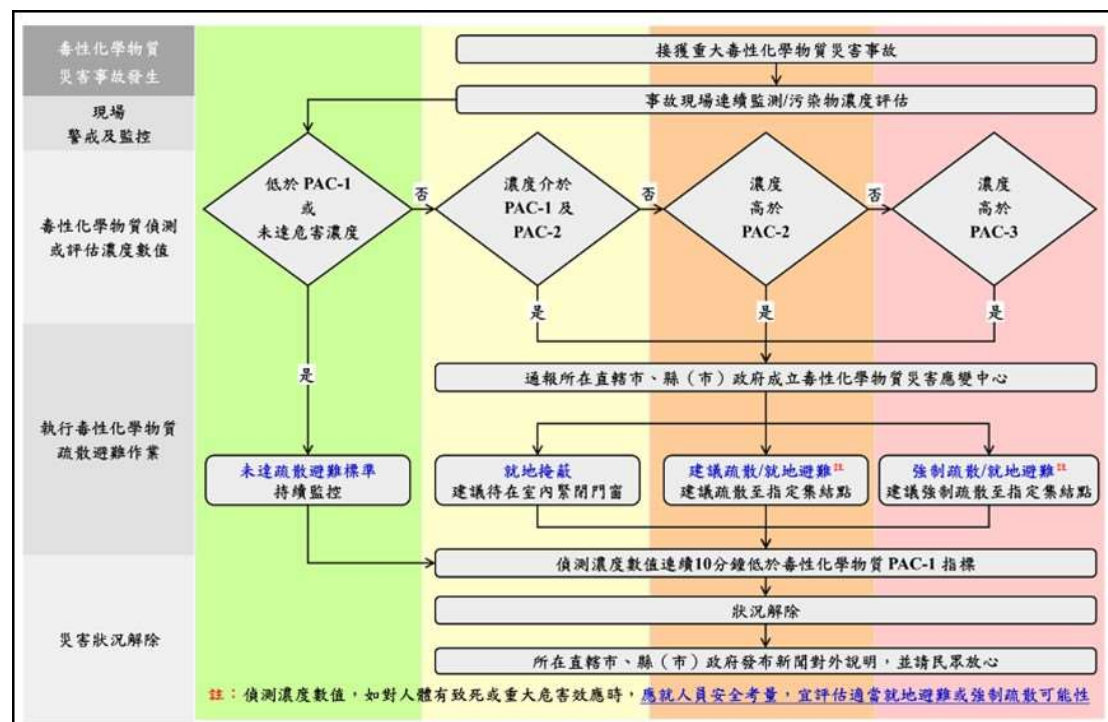 毒性化學物質
災害事故發生
接獲重大毒性化學物質災害事故
現場
警戒及監控
事故現場連續監測/污染物濃度評估
毒性化學物質偵測
或評估濃度數值
低於 PAC-1
或
未達危害濃度
否
濃度介於
PAC-1 及
PAC-2
否
濃度
高於
PAC-2
否
濃度
高於
PAC-3
是
是
是
是
執行毒性化學物質
疏散避難作業
通報所在直轄市、縣（市）政府成立毒性化學物質災害應變中心
未達疏散避難標準
持續監控
就地掩蔽
建議待在室內緊閉門窗
建議疏散/就地避難註
建議疏散至指定集結點
強制疏散/就地避難註
建議強制疏散至指定集結點
災害狀況解除
偵測濃度數值連續10分鐘低於毒性化學物質 PAC-1 指標
狀況解除
所在直轄市、縣（市）政府發布新聞對外說明，並請民眾放心
註：偵測濃度數值，如對人體有致死或重大危害效應時，應就人員安全考量，宜評估適當就地避難或強制疏散可能性